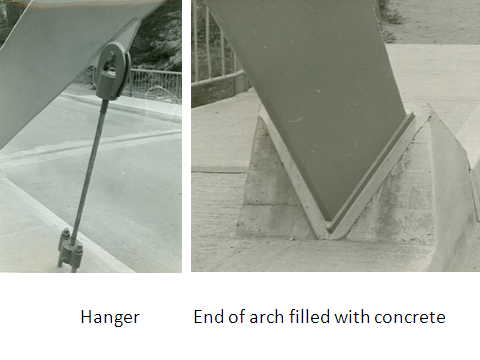 Hanger
End of arch filled with concrete